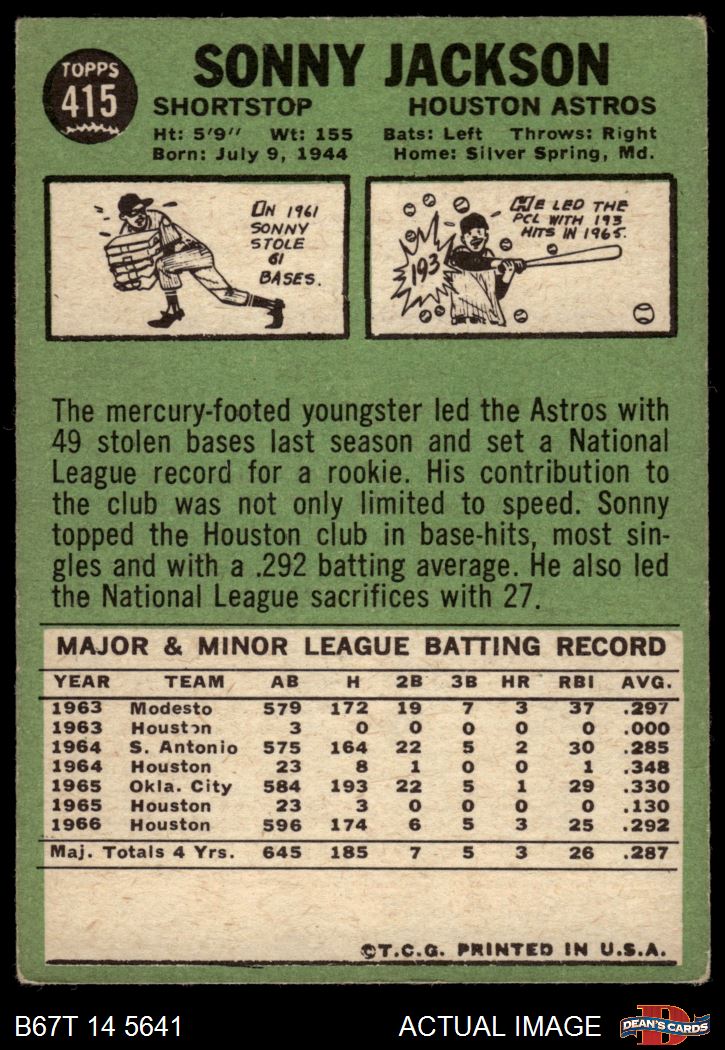 TOPPS
415
SONNY JACKSON
SHORTSTOP HOUSTON ASTROS
Ht: 5'9" Wt: 155 Bats: Left Throws: Right
Born: July 9, 1944 Home: Silver Spring, Md.
ON 1961
SONNY
STOLE
61
BASES.
HE LED THE
PCL WITH 193
HITS IN 1965.
193
The mercury-footed youngster led the Astros with
49 stolen bases last season and set a National
League record for a rookie. His contribution to
the club was not only limited to speed. Sonny
topped the Houston club in base-hits, most sin-
gles and with a .292 batting average. He also led
the National League sacrifices with 27.
MAJOR & MINOR LEAGUE BATTING RECORD
YEAR TEAM AB H 2B 3B HR RBI AVG.
1963 Modesto 579 172 19 7 3 37 .297
1963 Houston 3 0 0 0 0 0 .000
1964 S. Antonio 575 164 22 5 2 30 .285
1964 Houston 23 8 1 0 0 1 .348
1965 Okla. City 584 193 22 5 1 29 .330
1965 Houston 23 3 0 0 0 0 .130
1966 Houston 596 174 6 5 3 25 .292
Maj. Totals 4 Yrs. 645 185 7 5 3 26 .287
©T.C.G. PRINTED IN U.S.A.
B67T 14 5641 ACTUAL IMAGE
D
DEAN'S CARDS